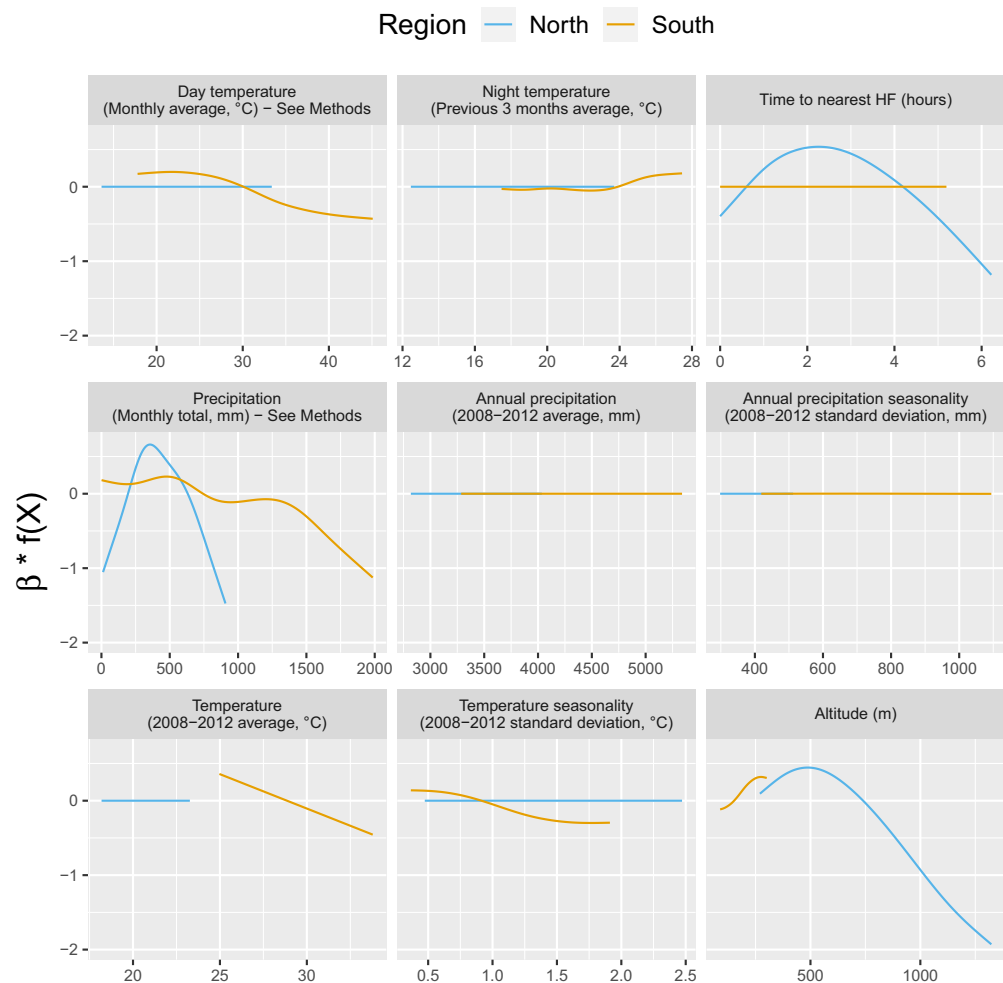 Region North South
Day temperature
(Monthly average, °C) − See Methods
Night temperature
(Previous 3 months average, °C)
Time to nearest HF (hours)
0
−1
−2
20 30 40
12 16 20 24 28
0 2 4 6
Precipitation
(Monthly total, mm) − See Methods
Annual precipitation
(2008−2012 average, mm)
Annual precipitation seasonality
(2008−2012 standard deviation, mm)
β * f(X)
0
−1
−2
0 500 1000 1500 2000
3000 3500 4000 4500 5000
400 600 800 1000
Temperature
(2008−2012 average, °C)
Temperature seasonality
(2008−2012 standard deviation, °C)
Altitude (m)
0
−1
−2
20 25 30
0.5 1.0 1.5 2.0 2.5
500 1000